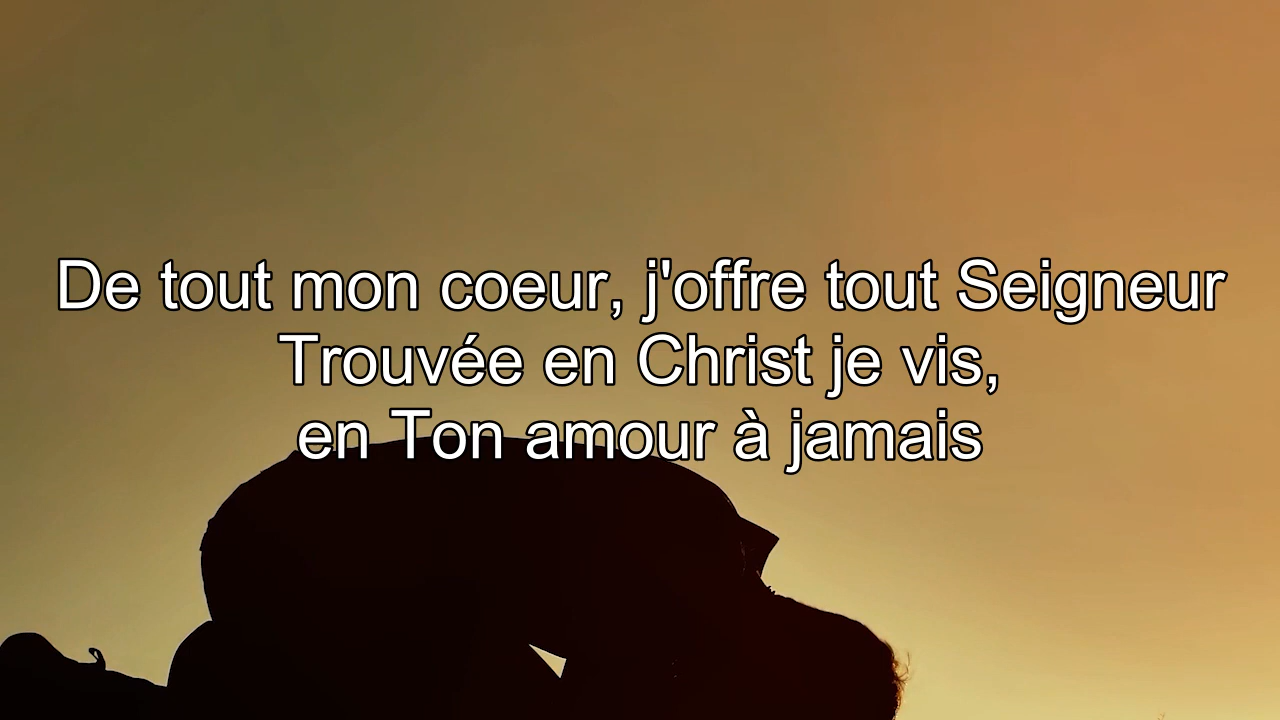 De tout mon coeur, j'offre tout Seigneur
Trouvée en Christ je vis,
en Ton amour à jamais